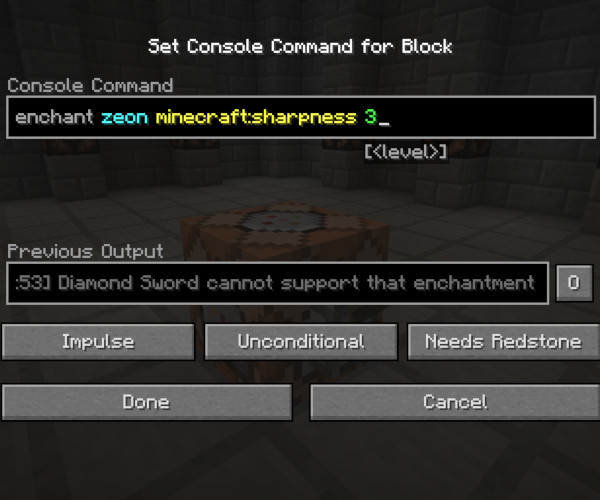 Set Console Command for Block
Console Command
enchant zeon minecraft:sharpness 3_
[<level>]
Previous Output
:53] Diamond Sword cannot support that enchantment
O
Impulse
Unconditional
Needs Redstone
Done
Cancel